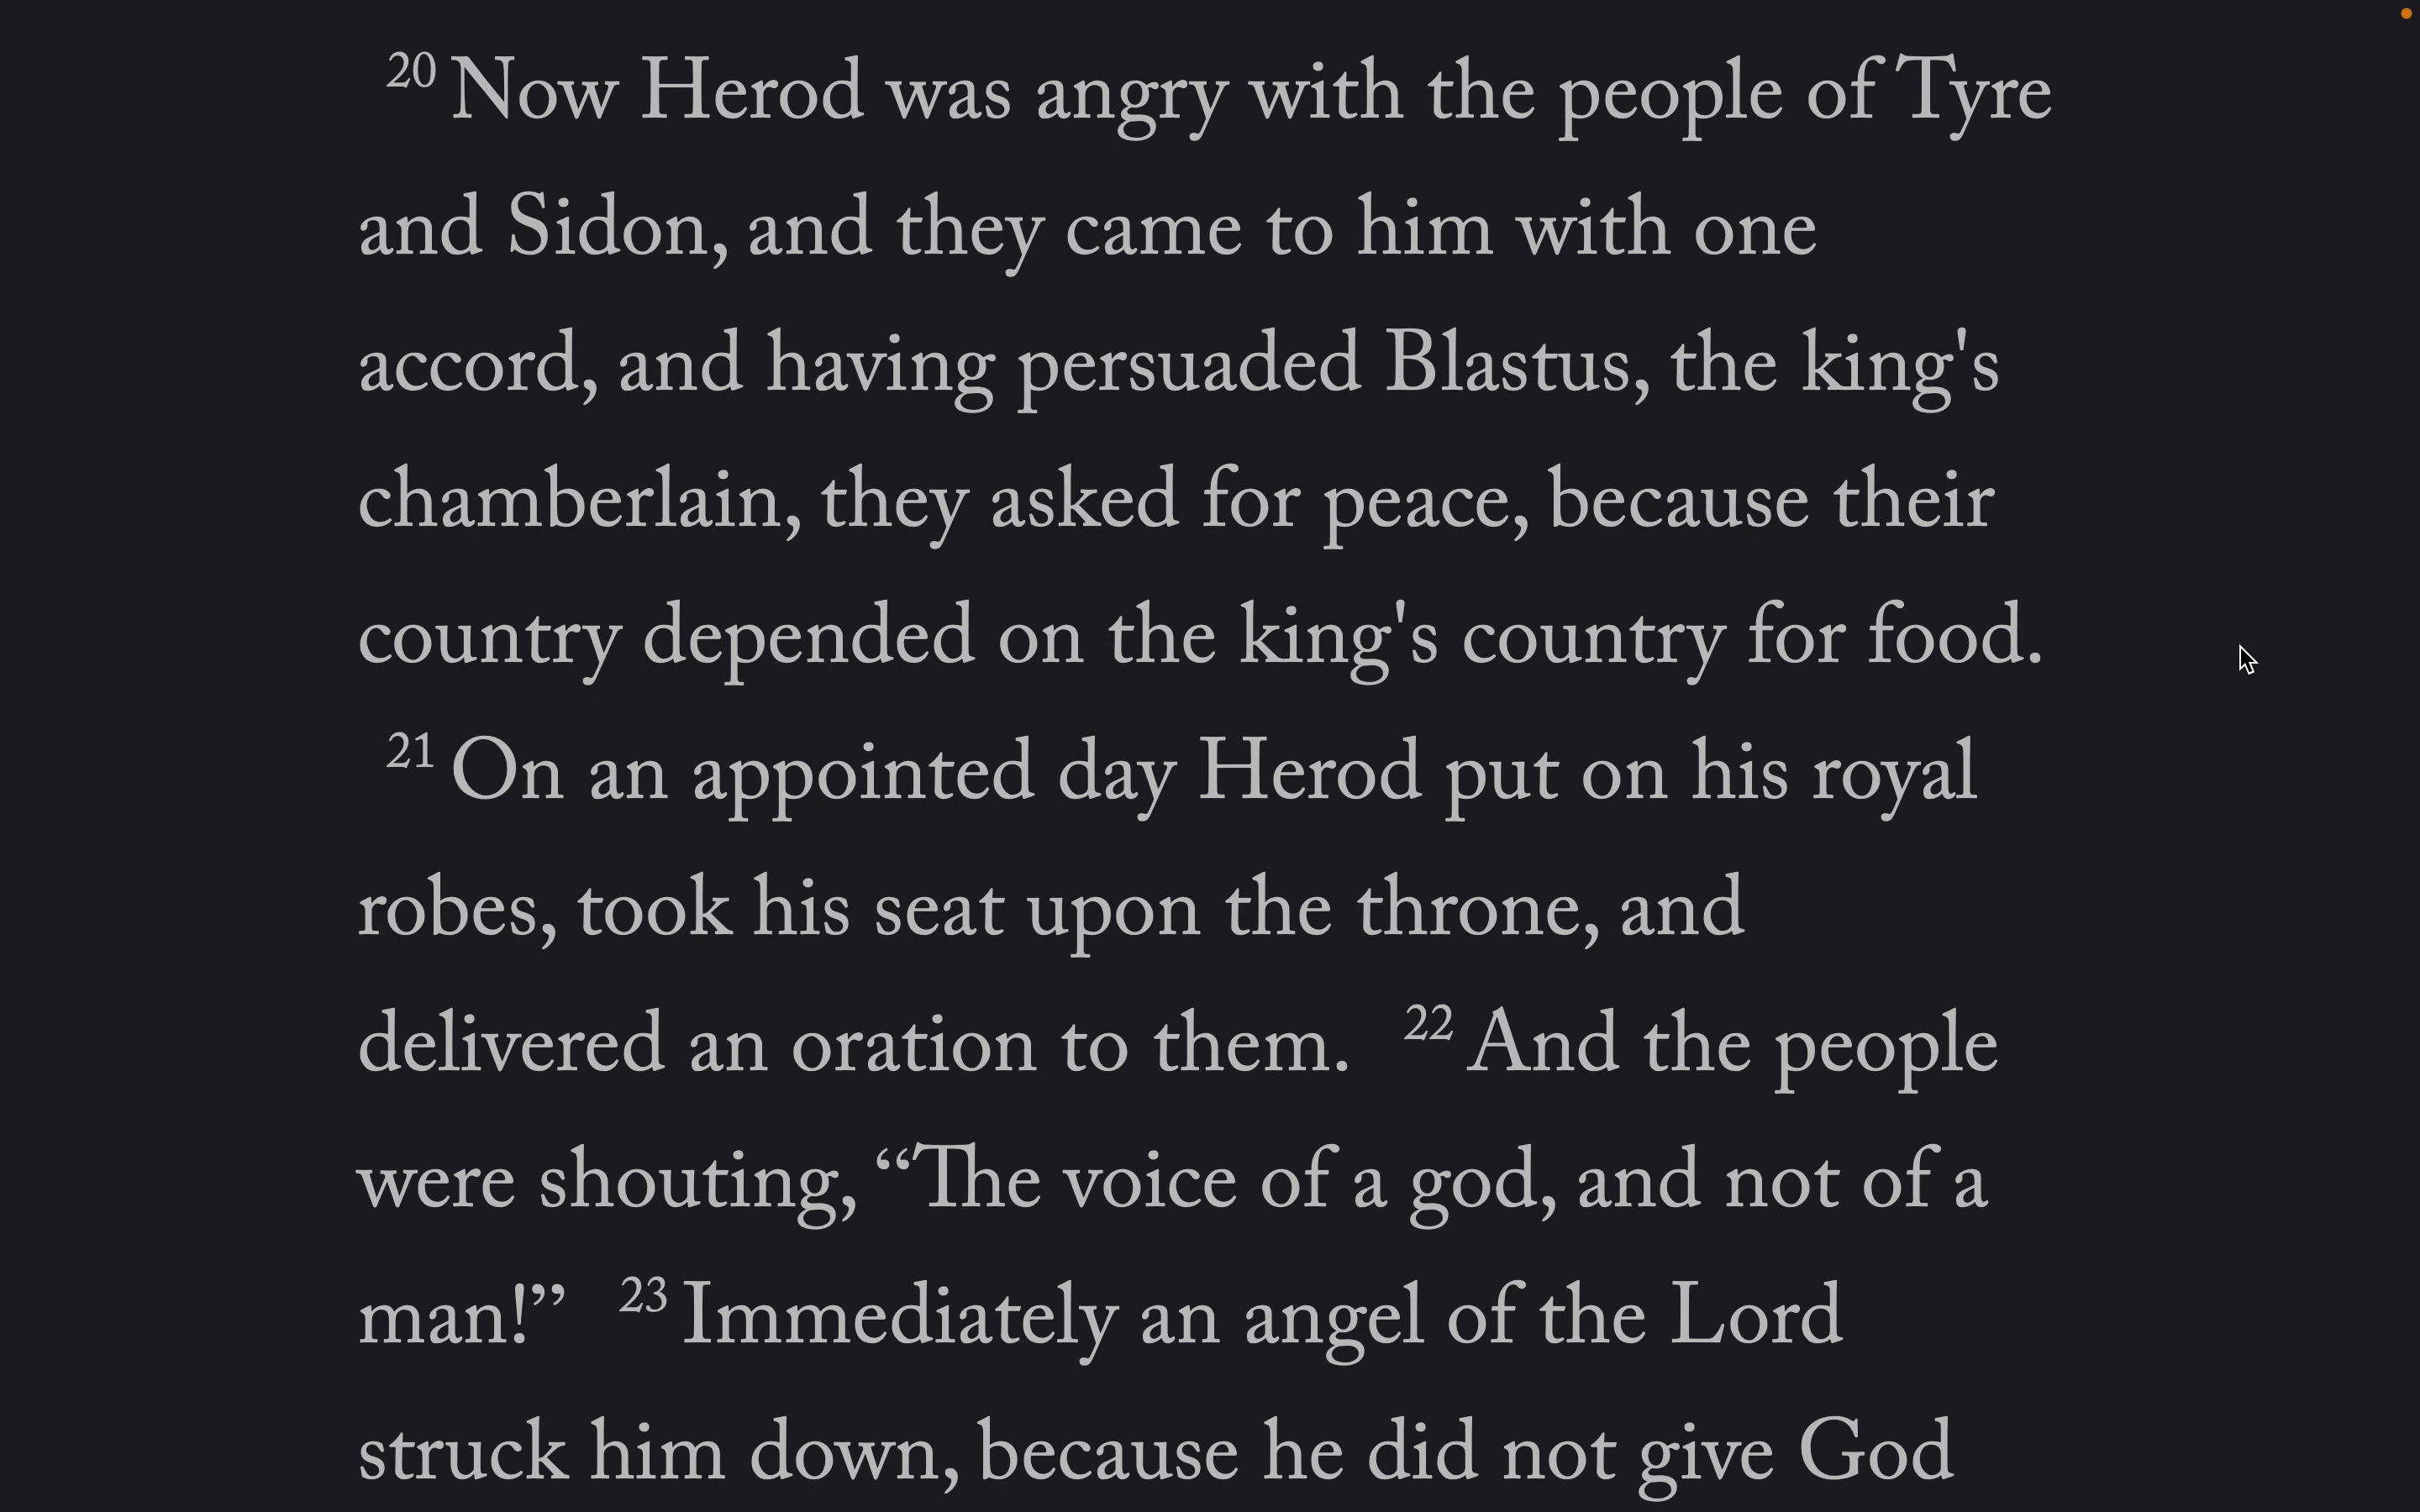 20 Now Herod was angry with the people of Tyre
and Sidon, and they came to him with one
accord, and having persuaded Blastus, the king's
chamberlain, they asked for peace, because their
country depended on the king's country for food.
21 On an appointed day Herod put on his royal
robes, took his seat upon the throne, and
delivered an oration to them. 22 And the people
were shouting, “The voice of a god, and not of a
man!” 23 Immediately an angel of the Lord
struck him down, because he did not give God